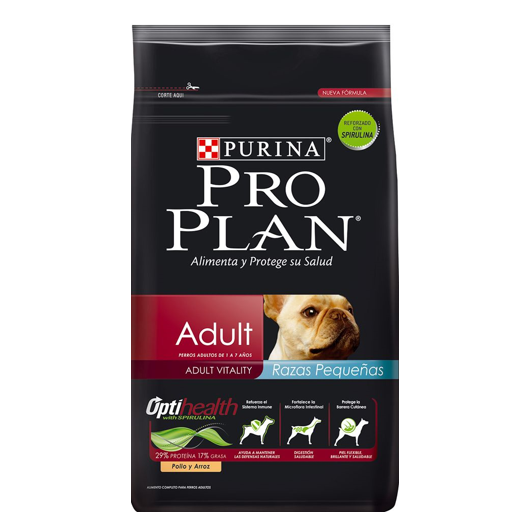 CORTE AQUI
NUEVA FÓRMULA
REFORZADO
CON
SPIRULINA
PURINA®
PRO
PLAN®
Alimenta y Protege su Salud
Adult
PERROS ADULTOS DE 1 A 7 AÑOS
ADULT VITALITY
Razas Pequeñas
Optihealth
with SPIRULINA
Refuerza el
Sistema Inmune
Fortalece la
Microflora Intestinal
Protege la
Barrera Cutánea
AYUDA A MANTENER
LAS DEFENSAS NATURALES
DIGESTIÓN
SALUDABLE
PIEL FLEXIBLE,
BRILLANTE Y SALUDABLE
29% PROTEÍNA 17% GRASA
Pollo y Arroz
ALIMENTO COMPLETO PARA PERROS ADULTOS